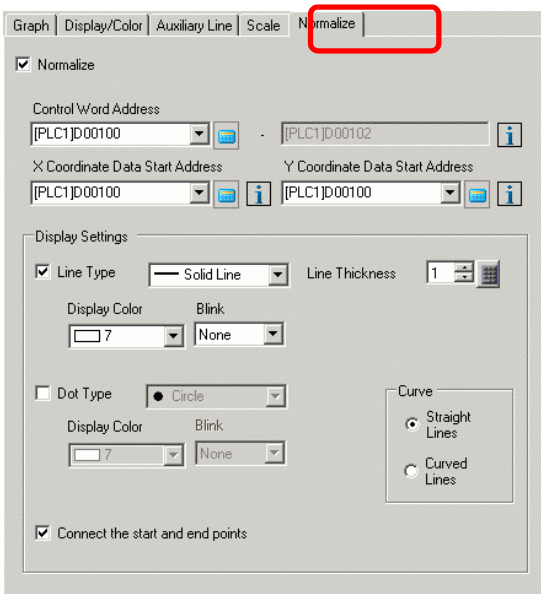 Graph Display/Color Auxiliary Line Scale Normalize
Normalize
Control Word Address
[PLC1]D00100 - [PLC1]D00102
X Coordinate Data Start Address Y Coordinate Data Start Address
[PLC1]D00100 [PLC1]D00100
Display Settings
Line Type Solid Line Line Thickness 1
Display Color Blink
7 None
Dot Type Circle
Curve
Straight
Lines
Display Color Blink
7 None
Curved
Lines
Connect the start and end points